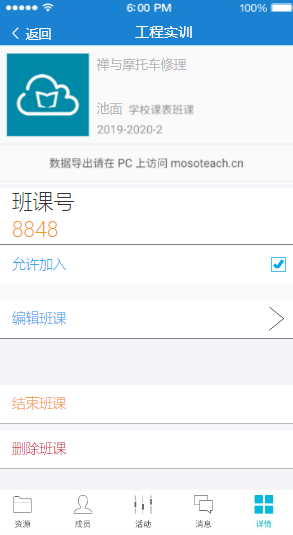 6:00 PM 100%
返回 工程实训
禅与摩托车修理
池面 学校课表班课
2019-2020-2
数据导出请在 PC 上访问 mosoteach.cn
班课号
8848
允许加入
编辑班课
结束班课
删除班课
资源 成员 活动 消息 详情